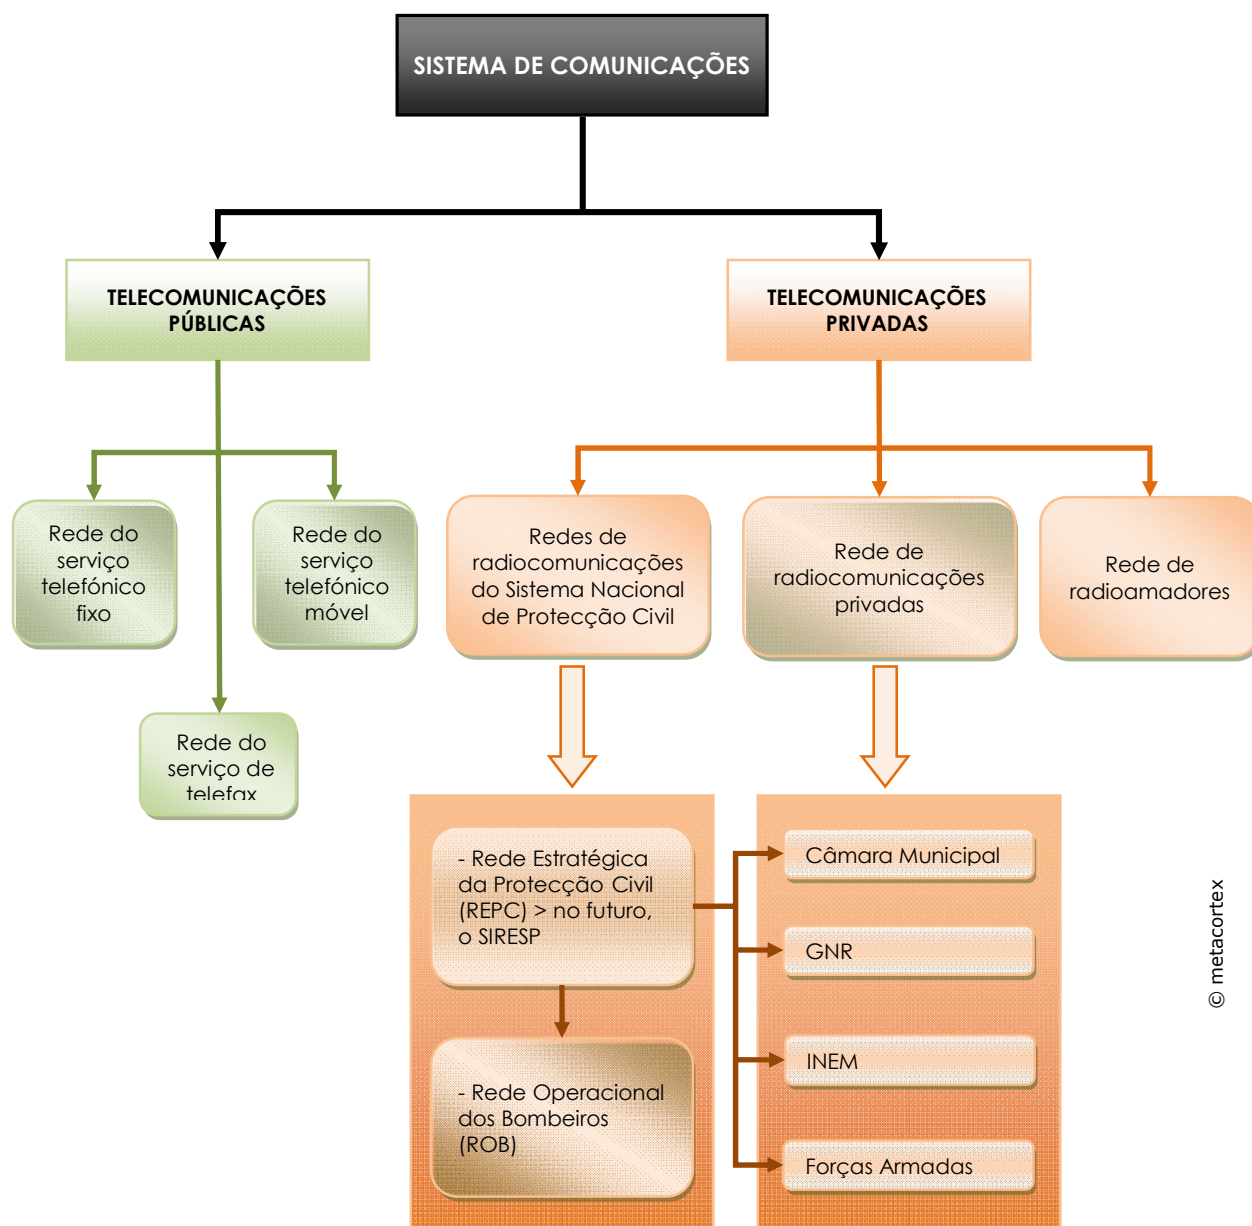 SISTEMA DE COMUNICAÇÕES
TELECOMUNICAÇÕES
PÚBLICAS
TELECOMUNICAÇÕES
PRIVADAS
Rede do
serviço
telefónico
fixo
Rede do
serviço
telefónico
móvel
Redes de
radiocomunicações
do Sistema Nacional
de Protecção Civil
Rede de
radiocomunicações
privadas
Rede de
radioamadores
Rede do
serviço de
telefax
- Rede Estratégica
da Protecção Civil
(REPC) > no futuro,
o SIRESP
- Rede Operacional
dos Bombeiros
(ROB)
Câmara Municipal
GNR
INEM
Forças Armadas
© metacortex